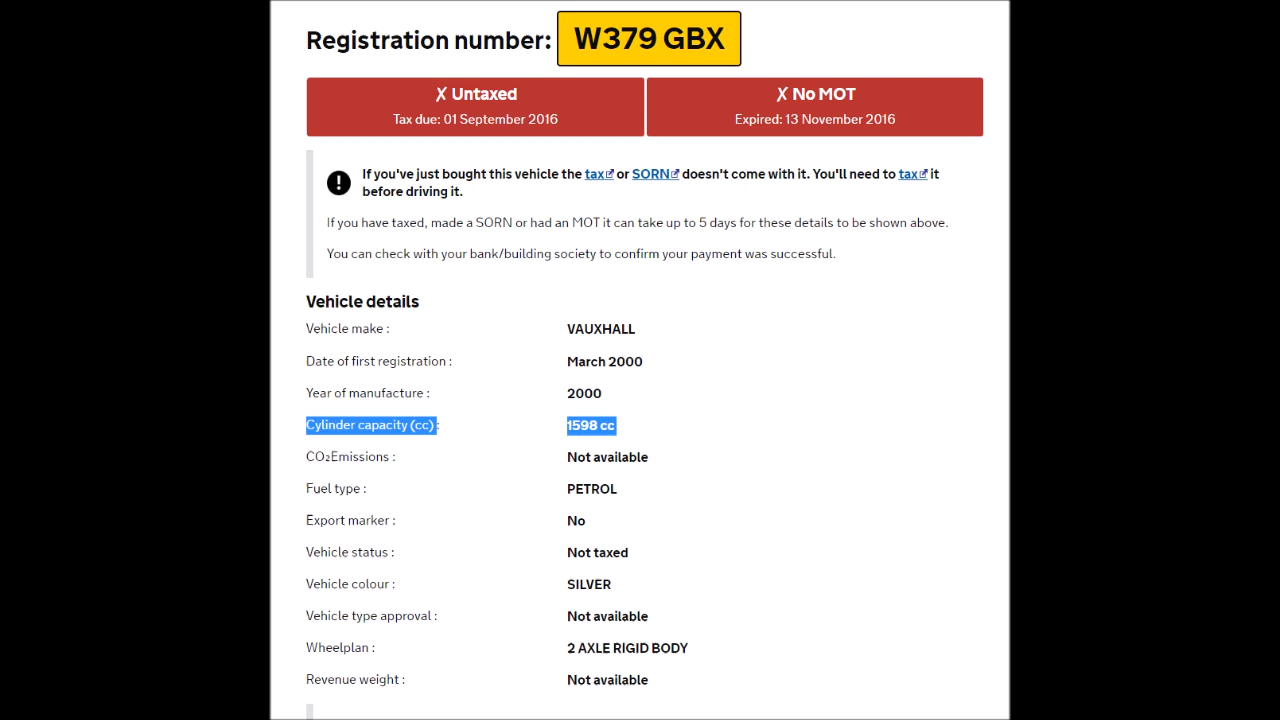 Registration number: W379 GBX
✗ Untaxed
Tax due: 01 September 2016
✗ No MOT
Expired: 13 November 2016
If you've just bought this vehicle the tax or SORN doesn't come with it. You'll need to tax it
before driving it.
If you have taxed, made a SORN or had an MOT it can take up to 5 days for these details to be shown above.
You can check with your bank/building society to confirm your payment was successful.
Vehicle details
Vehicle make : VAUXHALL
Date of first registration : March 2000
Year of manufacture : 2000
Cylinder capacity (cc) : 1598 cc
CO₂Emissions : Not available
Fuel type : PETROL
Export marker : No
Vehicle status : Not taxed
Vehicle colour : SILVER
Vehicle type approval : Not available
Wheelplan : 2 AXLE RIGID BODY
Revenue weight : Not available